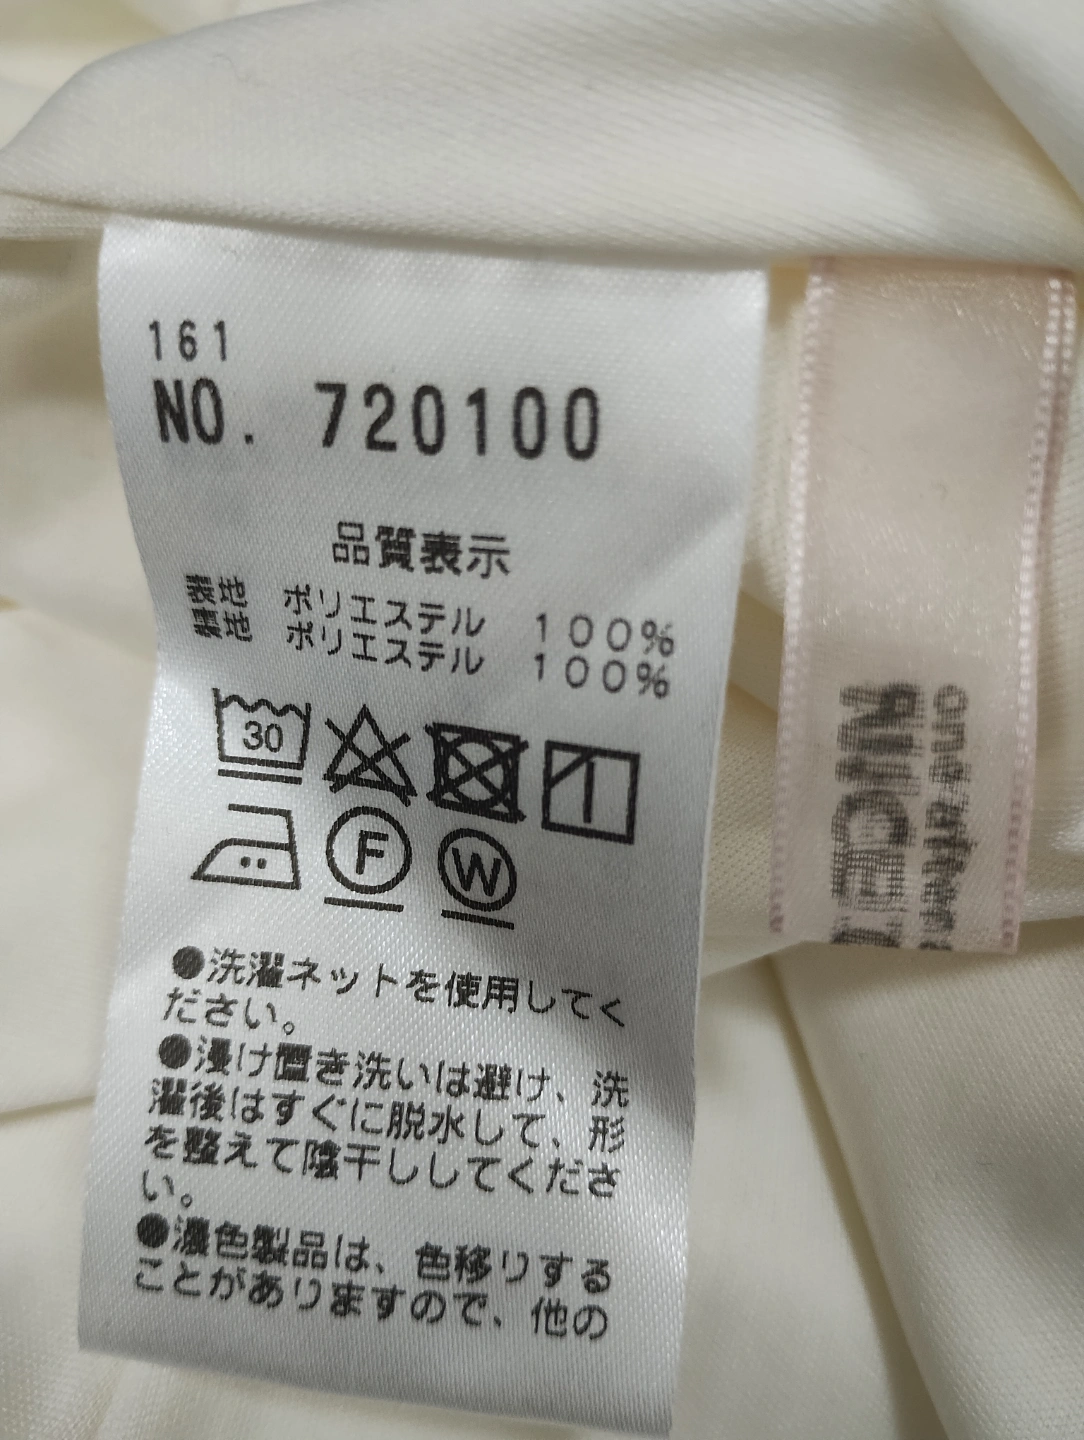 161
NO. 720100
品質表示
表地 ポリエステル 100%
裏地 ポリエステル 100%
30
F
W
●洗濯ネットを使用してく
ださい。
●浸け置き洗いは避け、洗
濯後はすぐに脱水して、形
を整えて陰干ししてくださ
い。
●濃色製品は、色移りする
ことがありますので、他の